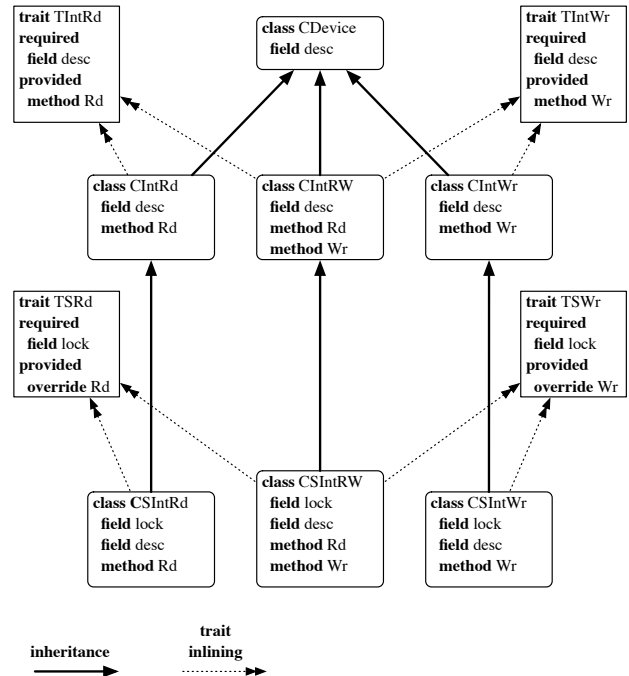 trait TIntRd
required
field desc
provided
method Rd
class CDevice
field desc
trait TIntWr
required
field desc
provided
method Wr
class CIntRd
field desc
method Rd
class CIntRW
field desc
method Rd
method Wr
class CIntWr
field desc
method Wr
trait TSRd
required
field lock
provided
override Rd
trait TSWr
required
field lock
provided
override Wr
class CSIntRd
field lock
field desc
method Rd
class CSIntRW
field lock
field desc
method Rd
method Wr
class CSIntWr
field lock
field desc
method Wr
inheritance
trait
inlining